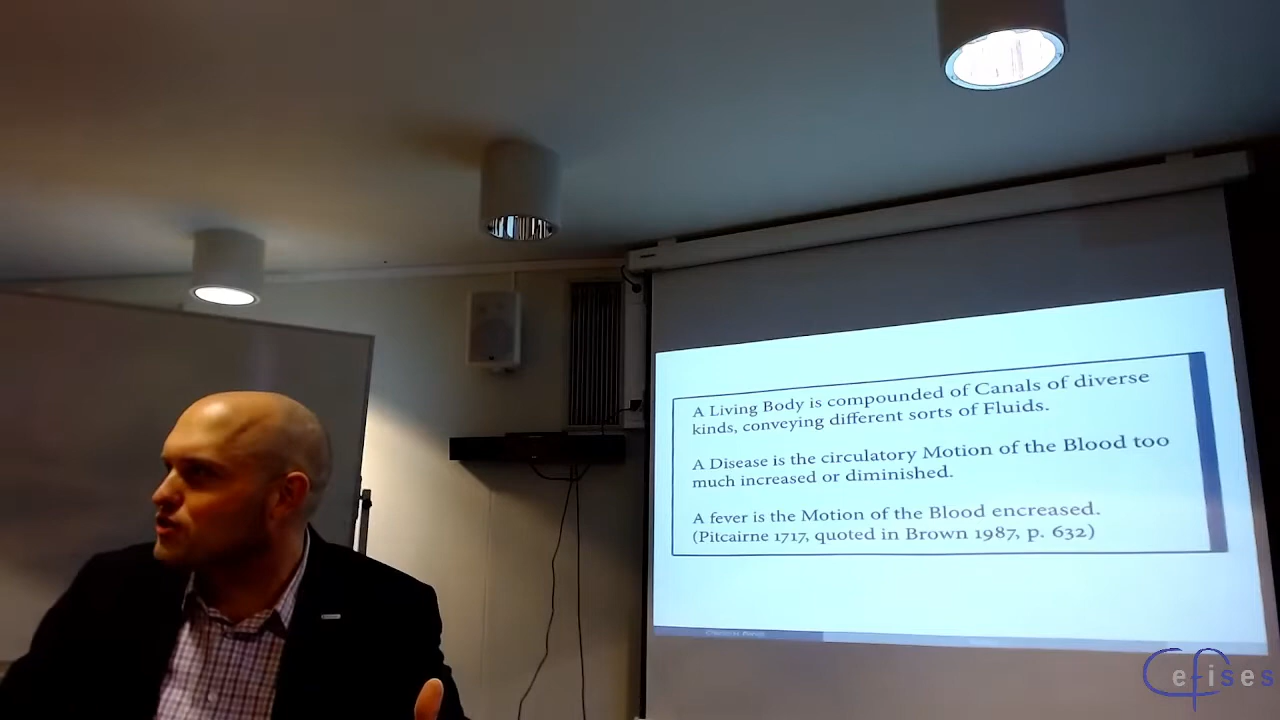 A Living Body is compounded of Canals of diverse
kinds, conveying different sorts of Fluids.
A Disease is the circulatory Motion of the Blood too
much increased or diminished.
A fever is the Motion of the Blood encreased.
(Pitcairne 1717, quoted in Brown 1987, p. 632)
Cefises